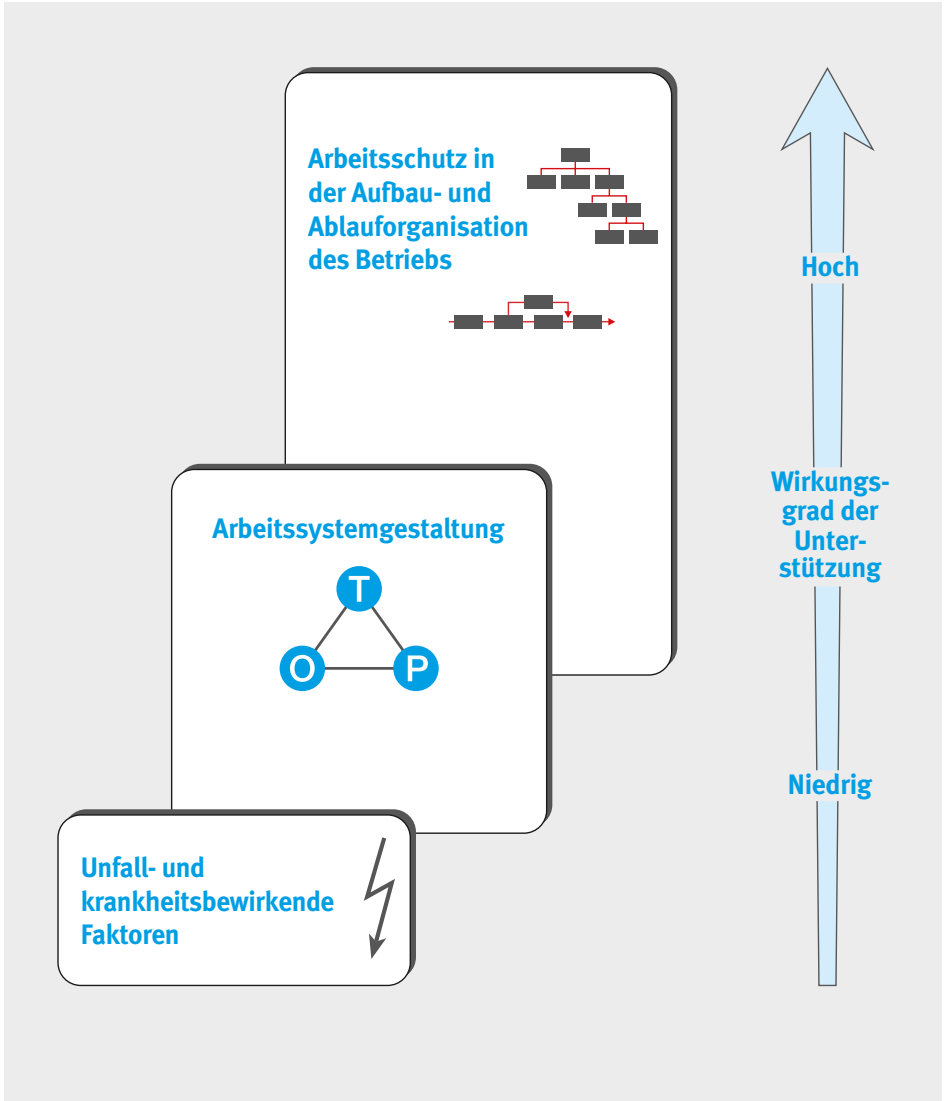 Arbeitsschutz in
der Aufbau- und
Ablauforganisation
des Betriebs
Hoch
Wirkungs-
grad der
Unter-
stützung
Arbeitssystemgestaltung
T
O P
Niedrig
Unfall- und
krankheitsbewirkende
Faktoren